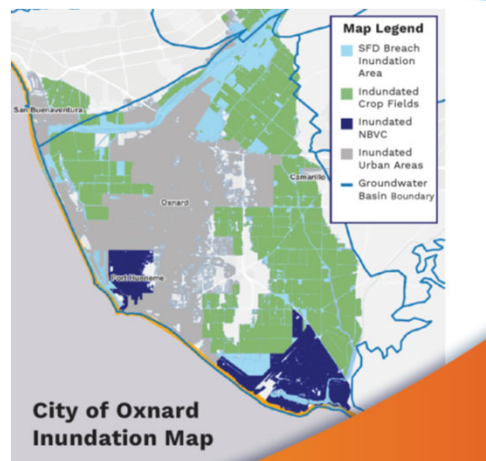 Map Legend
SFD Breach
Inundation
Area
Indundated
Crop Fields
Inundated
NBVC
Inundated
Urban Areas
Groundwater
Basin Boundary
San Buenaventura
Camarillo
Oxnard
Port Hueneme
City of Oxnard
Inundation Map